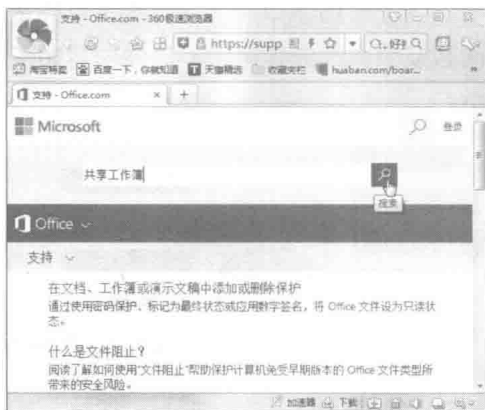 支持 - Office.com - 360极速浏览器
https://supp
淘宝特卖 百度一下，你就知道 天猫精选 收藏夹栏 huaban.com/boar...
支持 - Office.com × +
Microsoft 登录
共享工作簿
搜索
Office
支持
在文档、工作簿或演示文稿中添加或删除保护
通过使用密码保护、标记为最终状态或应用数字签名，将 Office 文件设为只读状
态。
什么是文件阻止？
阅读了解如何使用“文件阻止”帮助保护计算机免受早期版本的 Office 文件类型所
带来的安全风险。
加速器 下载